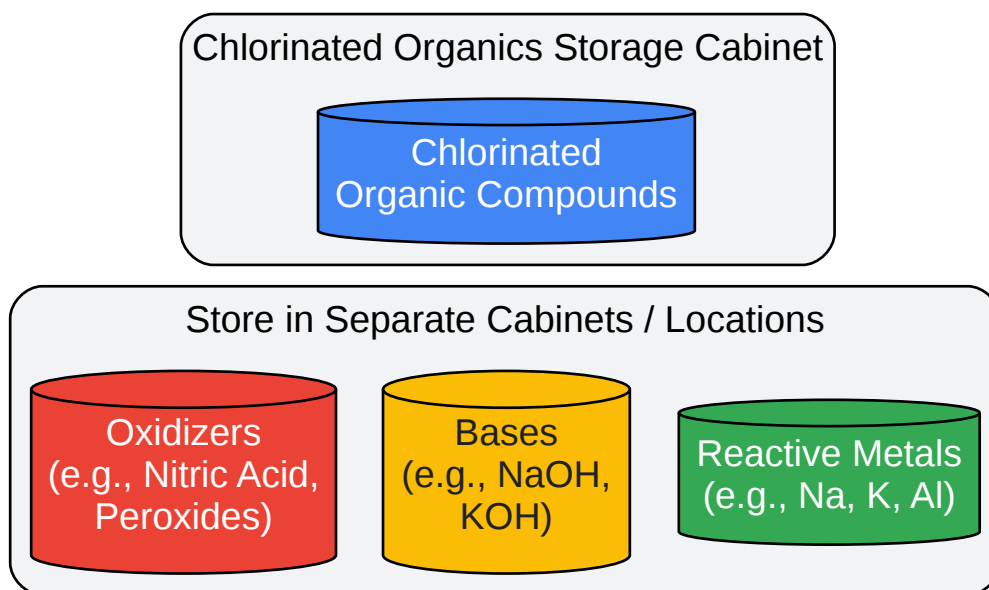 Chlorinated Organics Storage Cabinet
Chlorinated
Organic Compounds
Store in Separate Cabinets / Locations
Oxidizers
(e.g., Nitric Acid,
Peroxides)
Bases
(e.g., NaOH,
KOH)
Reactive Metals
(e.g., Na, K, Al)